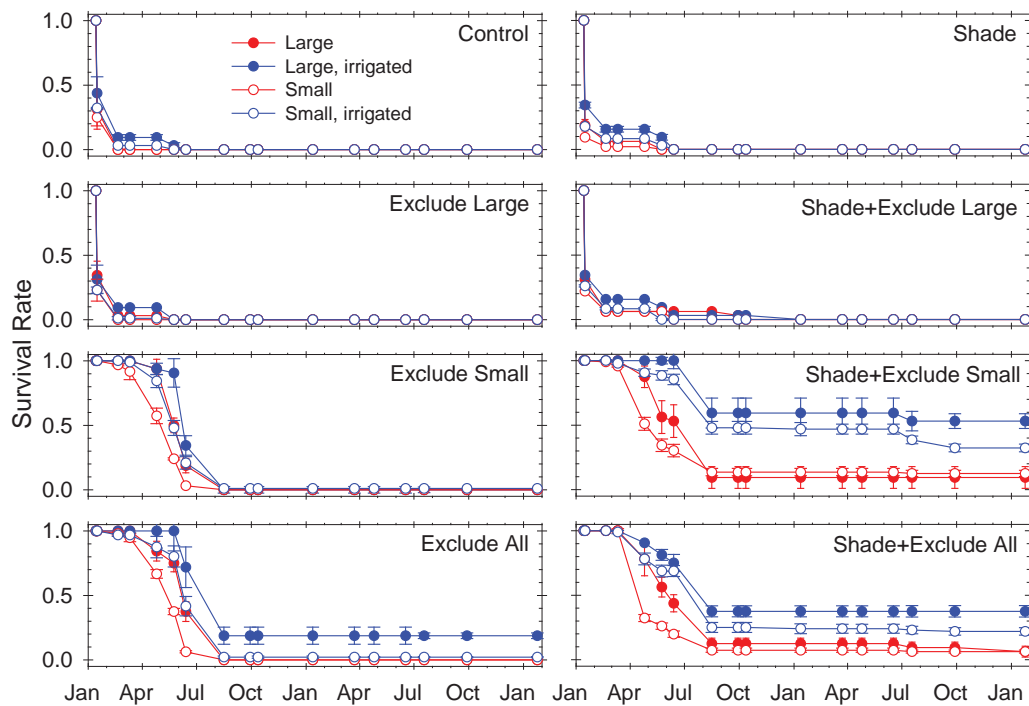 Control
Shade
Large
Large, irrigated
Small
Small, irrigated
1.0
0.5
0.0
Exclude Large
Shade+Exclude Large
1.0
0.5
0.0
Survival Rate
Exclude Small
Shade+Exclude Small
1.0
0.5
0.0
Exclude All
Shade+Exclude All
1.0
0.5
0.0
Jan Apr Jul Oct Jan Apr Jul Oct Jan
Jan Apr Jul Oct Jan Apr Jul Oct Jan